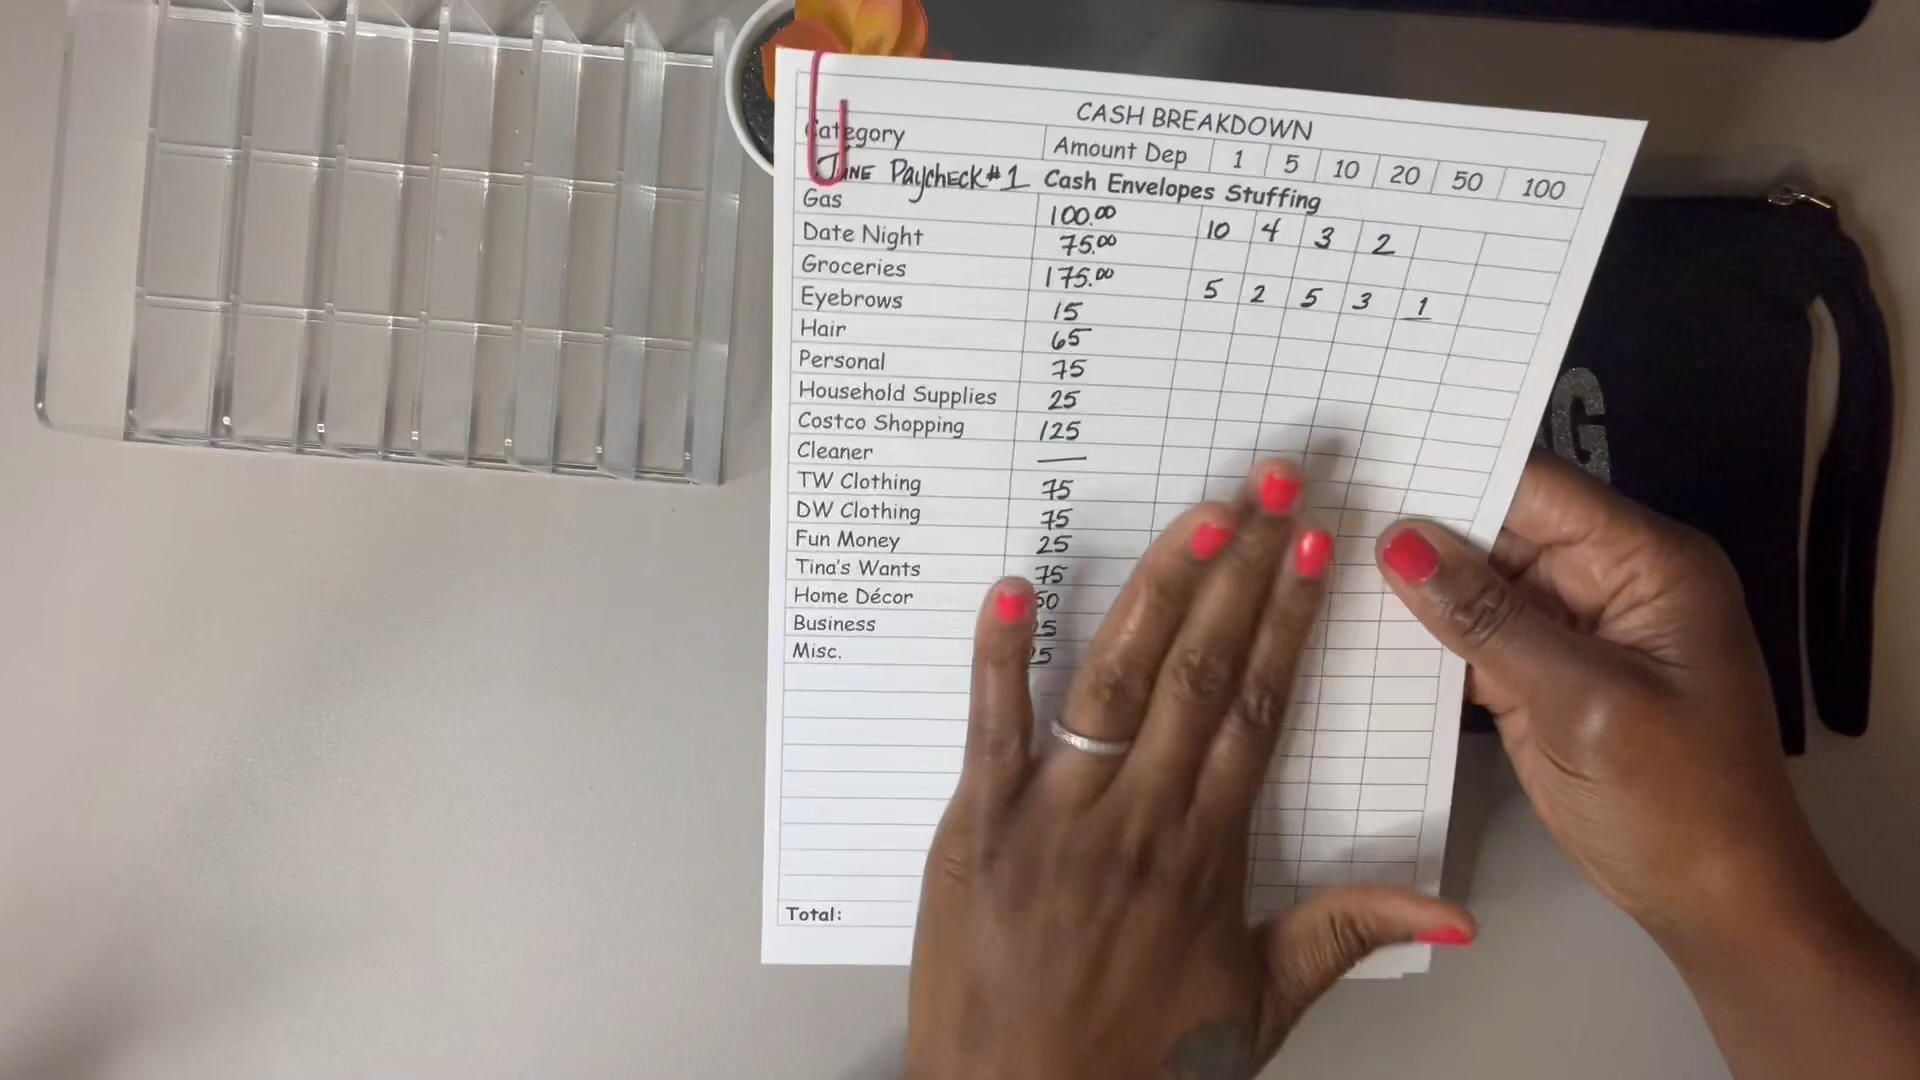 CASH BREAKDOWN
Category Amount Dep 1 5 10 20 50 100
JUNE PAYCHECK #1 Cash Envelopes Stuffing
Gas 100.00 10 4 3 2
Date Night 75.00
Groceries 175.00 5 2 5 3 1
Eyebrows 15
Hair 65
Personal 75
Household Supplies 25
Costco Shopping 125
Cleaner —
TW Clothing 75
DW Clothing 75
Fun Money 25
Tina's Wants 75
Home Décor 50
Business
Misc.
Total:
G